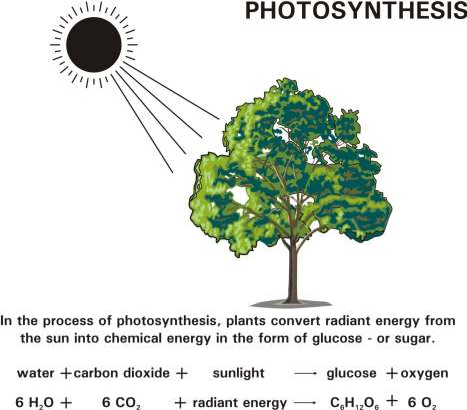 PHOTOSYNTHESIS
In the process of photosynthesis, plants convert radiant energy from
the sun into chemical energy in the form of glucose - or sugar.
water + carbon dioxide + sunlight → glucose + oxygen
6 H₂O + 6 CO₂ + radiant energy → C₆H₁₂O₆ + 6 O₂